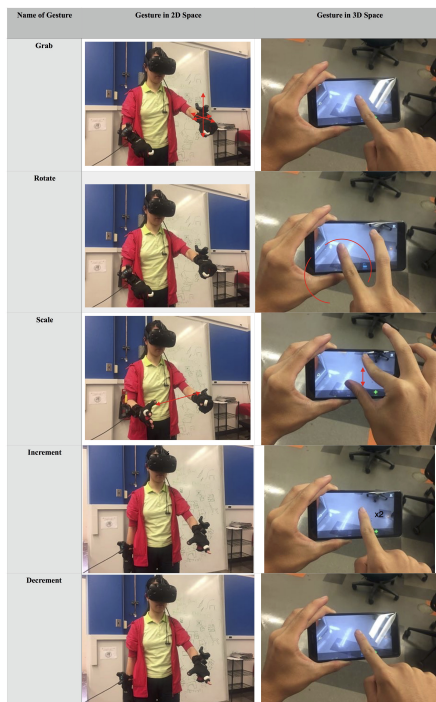 Name of Gesture Gesture in 2D Space Gesture in 3D Space
Grab
Rotate
Scale
Increment
x2
Decrement